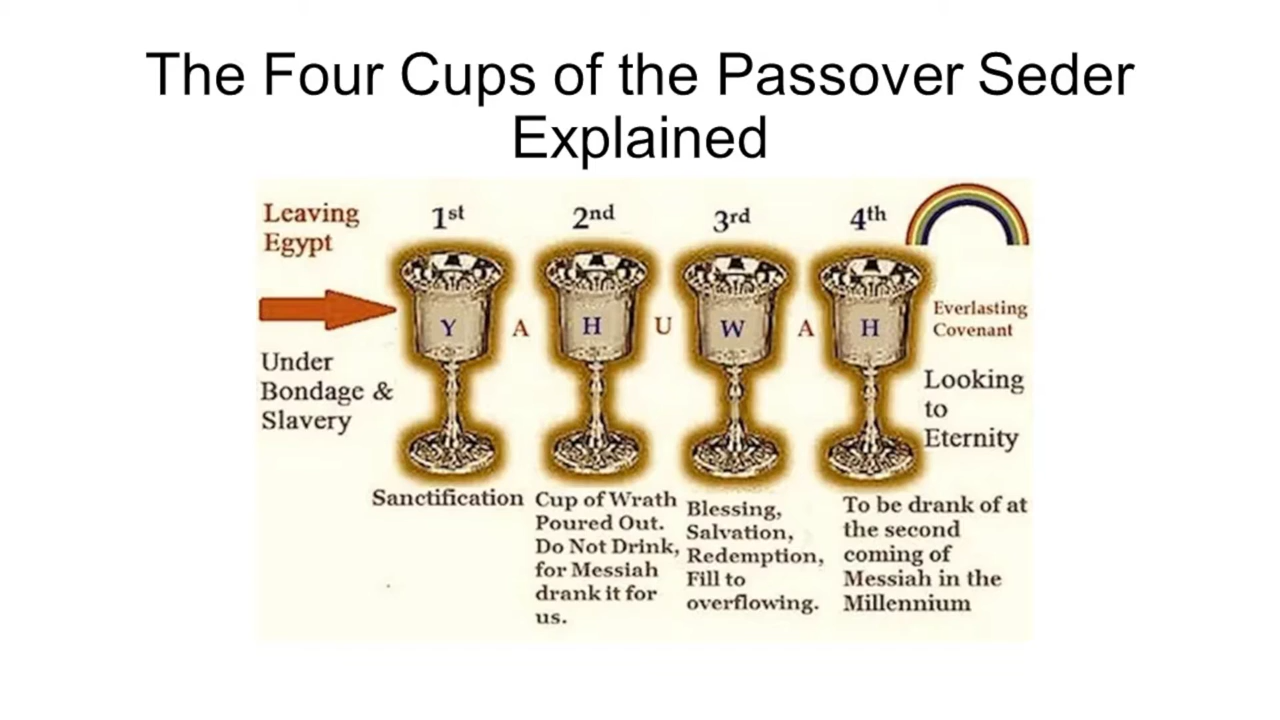 The Four Cups of the Passover Seder
Explained
Leaving
Egypt
1st
2nd
3rd
4th
Y A H U W A H
Everlasting
Covenant
Under
Bondage &
Slavery
Looking
to
Eternity
Sanctification
Cup of Wrath
Poured Out.
Do Not Drink,
for Messiah
drank it for
us.
Blessing,
Salvation,
Redemption,
Fill to
overflowing.
To be drank of at
the second
coming of
Messiah in the
Millennium